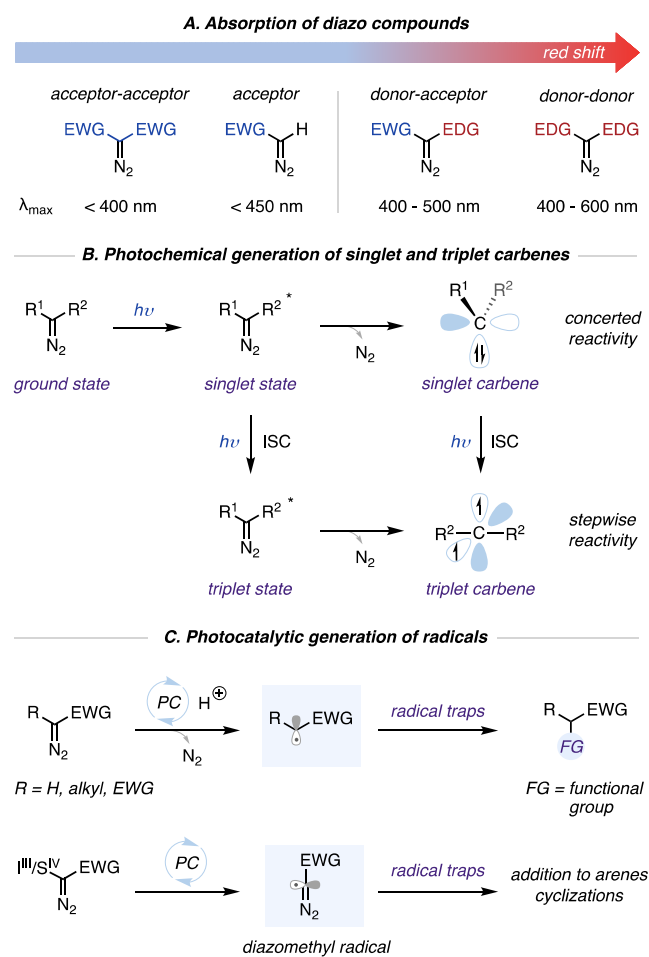 A. Absorption of diazo compounds
red shift
acceptor-acceptor acceptor donor-acceptor donor-donor
EWG EWG EWG H EWG EDG EDG EDG
N2 N2 N2 N2
λmax < 400 nm < 450 nm 400 - 500 nm 400 - 600 nm
B. Photochemical generation of singlet and triplet carbenes
R1 R2 hν R1 R2 * R1 R2 C
N2 N2 N2
concerted
reactivity
ground state singlet state singlet carbene
hν ISC hν ISC
R1 R2 * R2 C R2
N2 N2
stepwise
reactivity
triplet state triplet carbene
C. Photocatalytic generation of radicals
R EWG PC H⊕ R EWG radical traps R EWG
N2 N2 FG
R = H, alkyl, EWG FG = functional
group
IIII/SIV EWG PC EWG radical traps addition to arenes
cyclizations
N2 N2
diazomethyl radical